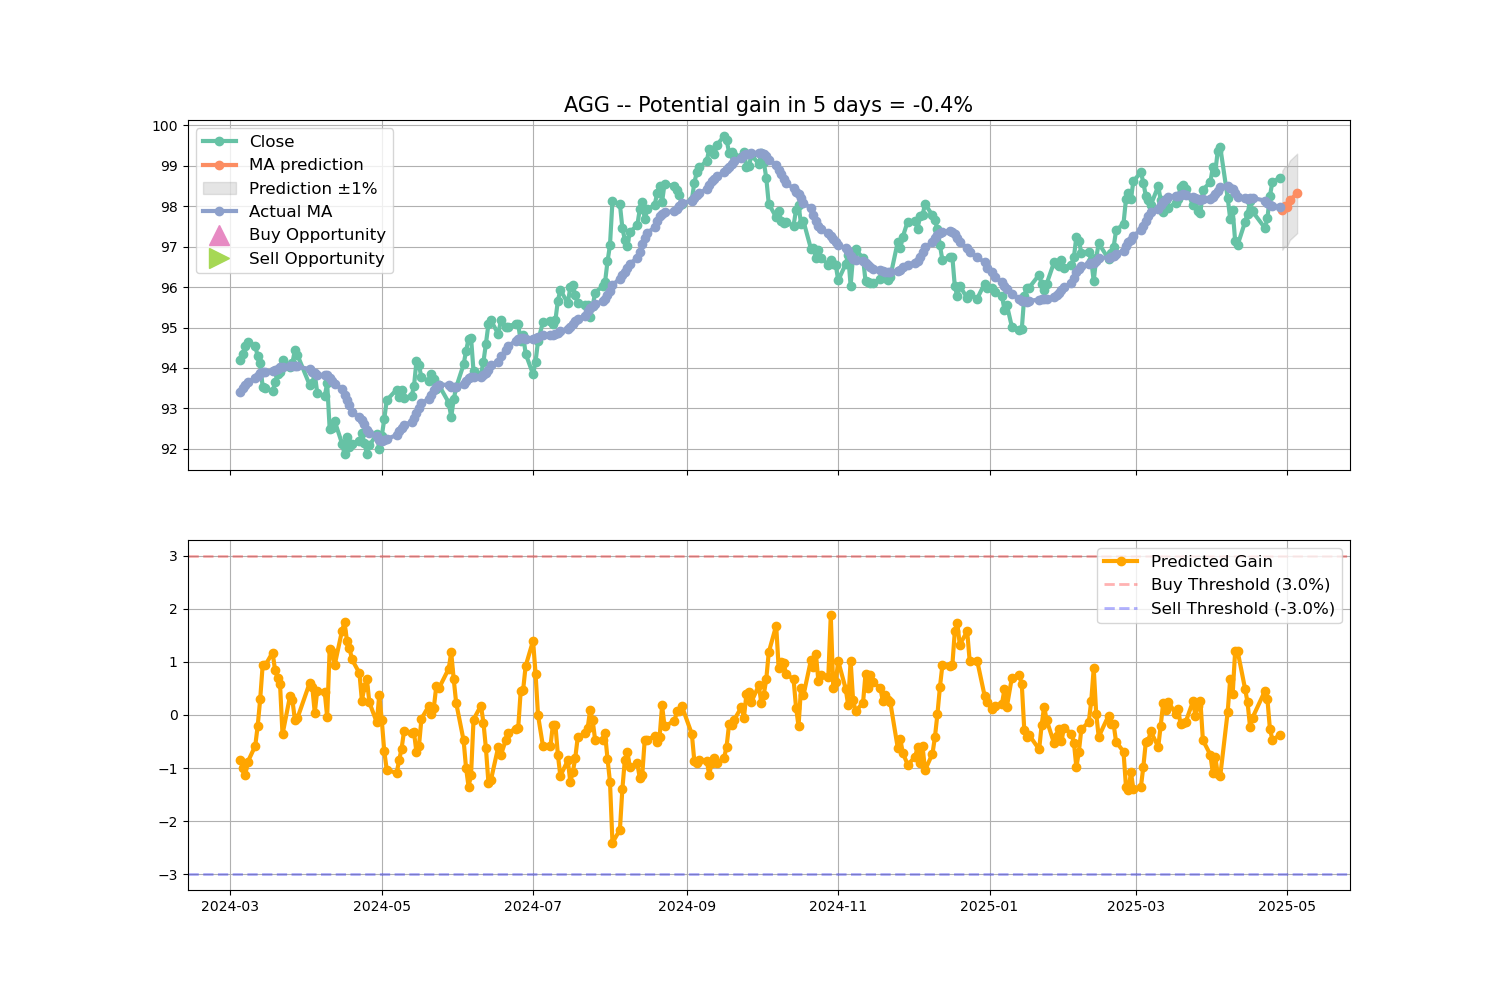 AGG -- Potential gain in 5 days = -0.4%
100
99
98
97
96
95
94
93
92
Close
MA prediction
Prediction ±1%
Actual MA
Buy Opportunity
Sell Opportunity
3
2
1
0
−1
−2
−3
Predicted Gain
Buy Threshold (3.0%)
Sell Threshold (-3.0%)
2024-03
2024-05
2024-07
2024-09
2024-11
2025-01
2025-03
2025-05